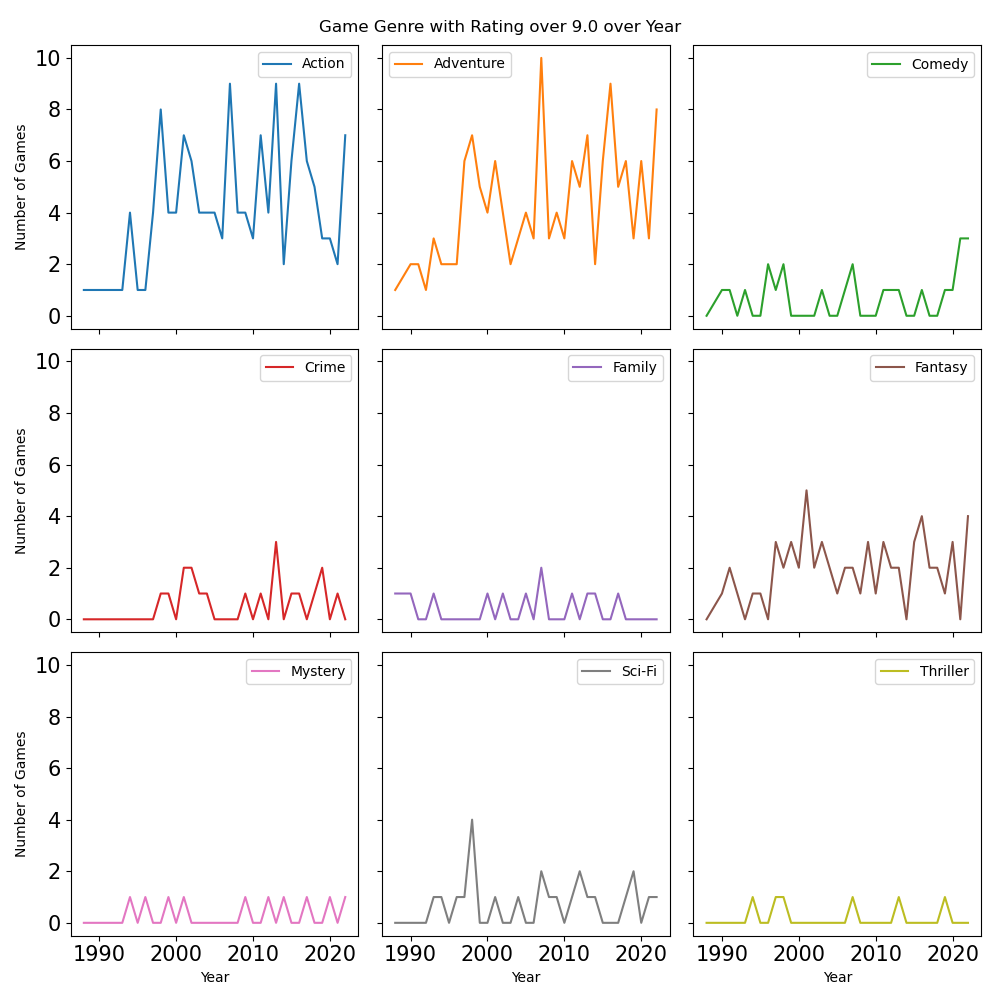 Game Genre with Rating over 9.0 over Year
Action
Adventure
Comedy
10
8
6
4
2
0
Number of Games
Crime
Family
Fantasy
10
8
6
4
2
0
Number of Games
Mystery
Sci-Fi
Thriller
10
8
6
4
2
0
Number of Games
1990 2000 2010 2020
1990 2000 2010 2020
1990 2000 2010 2020
Year
Year
Year